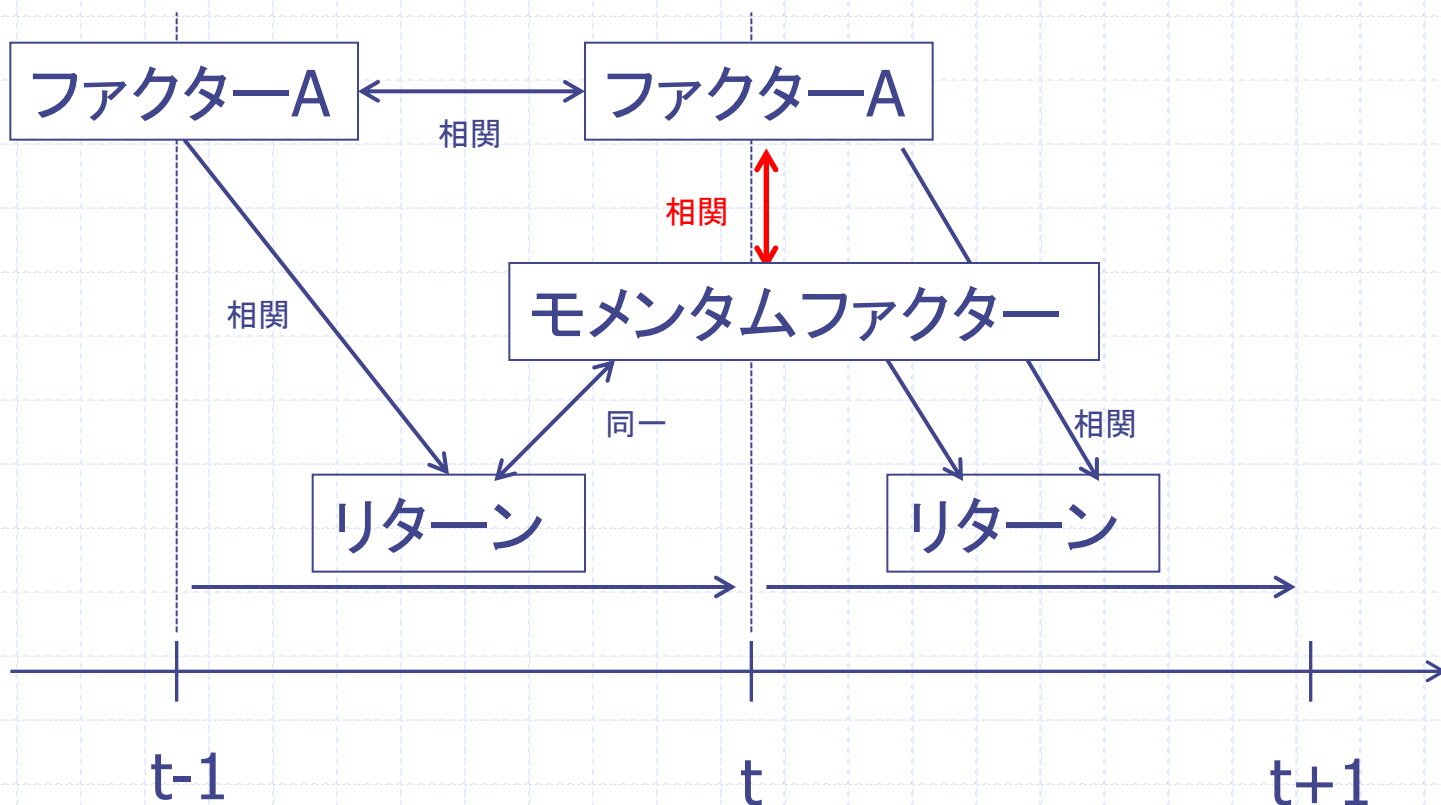 ファクターA
ファクターA
相関
相関
相関
モメンタムファクター
同一
相関
リターン
リターン
t-1
t
t+1